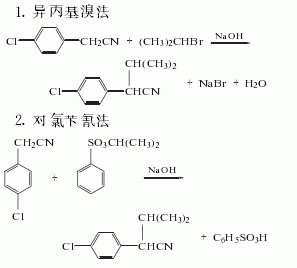 1. 异丙基溴法
Cl CH₂CN + (CH₃)₂CHBr NaOH
CH(CH₃)₂
Cl CHCN + NaBr + H₂O
2. 对氯苄氰法
CH₂CN SO₃CH(CH₃)₂
+ NaOH
Cl
CH(CH₃)₂
Cl CHCN + C₆H₅SO₃H